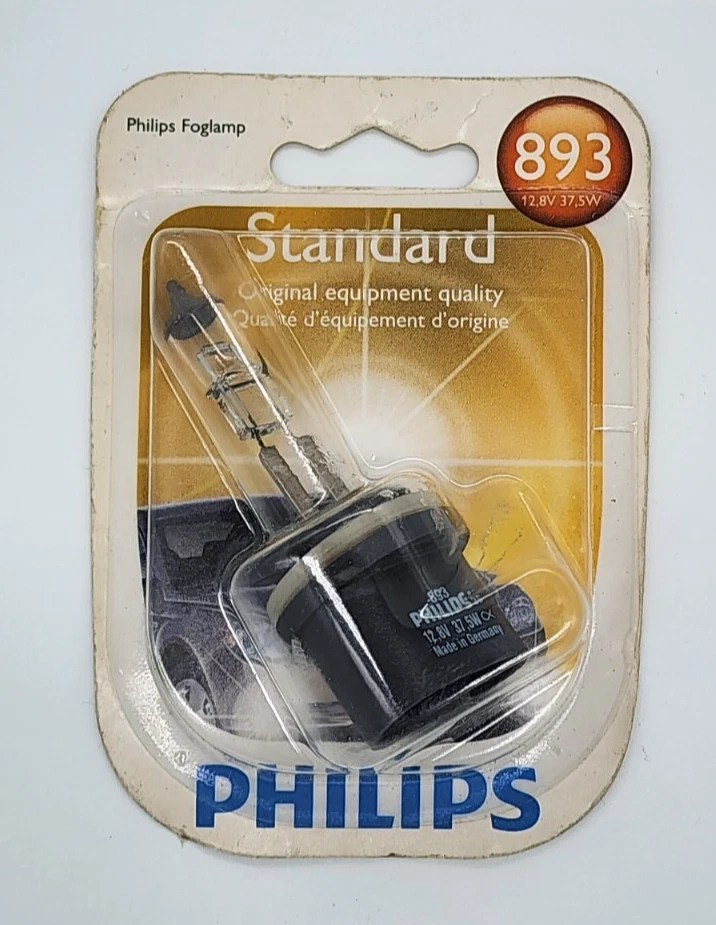 Philips Foglamp
893
12,8V 37,5W
Standard
Original equipment quality
Qualité d'équipement d'origine
893
PHILIPS
12,8V 37,5W
Made in Germany
PHILIPS